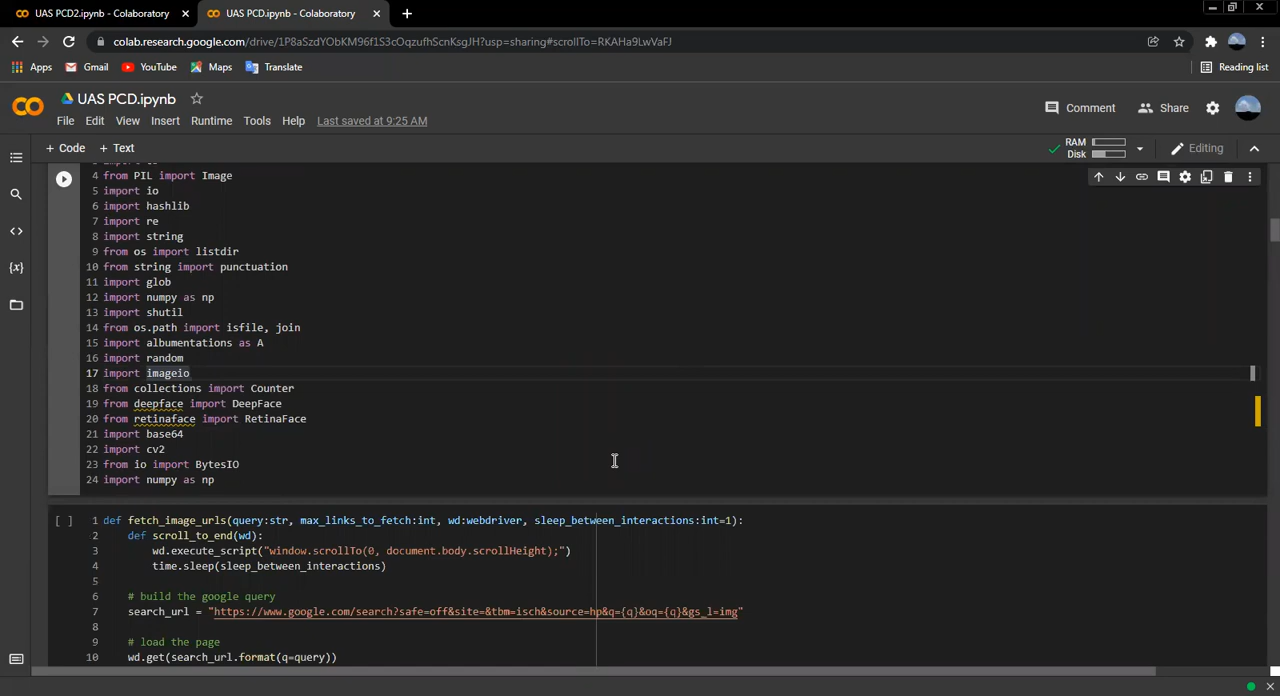 UAS PCD2.ipynb - Colaboratory
UAS PCD.ipynb - Colaboratory
colab.research.google.com/drive/1P8aSzdYObKM96f1S3cOqzufhScnKsgJH?usp=sharing#scrollTo=RKAHa9LwVaFJ
Apps Gmail YouTube Maps Translate Reading list
UAS PCD.ipynb
Comment Share
File Edit View Insert Runtime Tools Help Last saved at 9:25 AM
+ Code + Text RAM Disk Editing
4 from PIL import Image
5 import io
6 import hashlib
7 import re
8 import string
9 from os import listdir
10 from string import punctuation
11 import glob
12 import numpy as np
13 import shutil
14 from os.path import isfile, join
15 import albumentations as A
16 import random
17 import imageio
18 from collections import Counter
19 from deepface import DeepFace
20 from retinaface import RetinaFace
21 import base64
22 import cv2
23 from io import BytesIO
24 import numpy as np
[ ] 1 def fetch_image_urls(query:str, max_links_to_fetch:int, wd:webdriver, sleep_between_interactions:int=1):
2 def scroll_to_end(wd):
3 wd.execute_script("window.scrollTo(0, document.body.scrollHeight);")
4 time.sleep(sleep_between_interactions)
5
6 # build the google query
7 search_url = "https://www.google.com/search?safe=off&site=&tbm=isch&source=hp&q={q}&oq={q}&gs_l=img"
8
9 # load the page
10 wd.get(search_url.format(q=query))